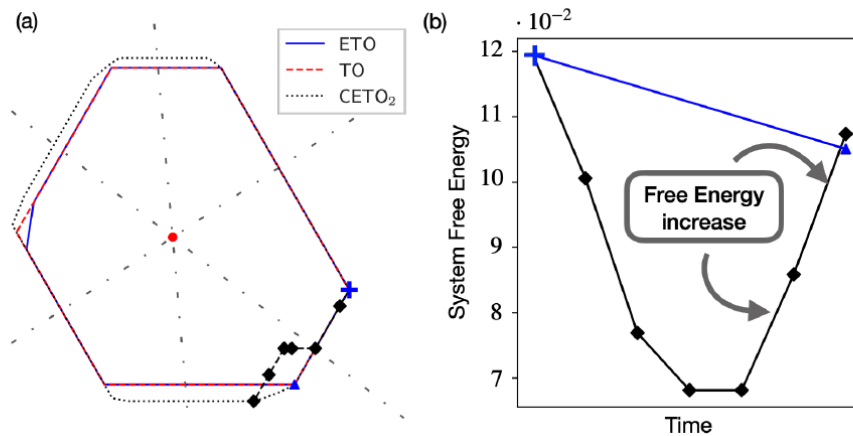 (a)
ETO
TO
CETO₂
(b)
· 10⁻²
12
11
10
9
8
7
System Free Energy
Free Energy
increase
Time